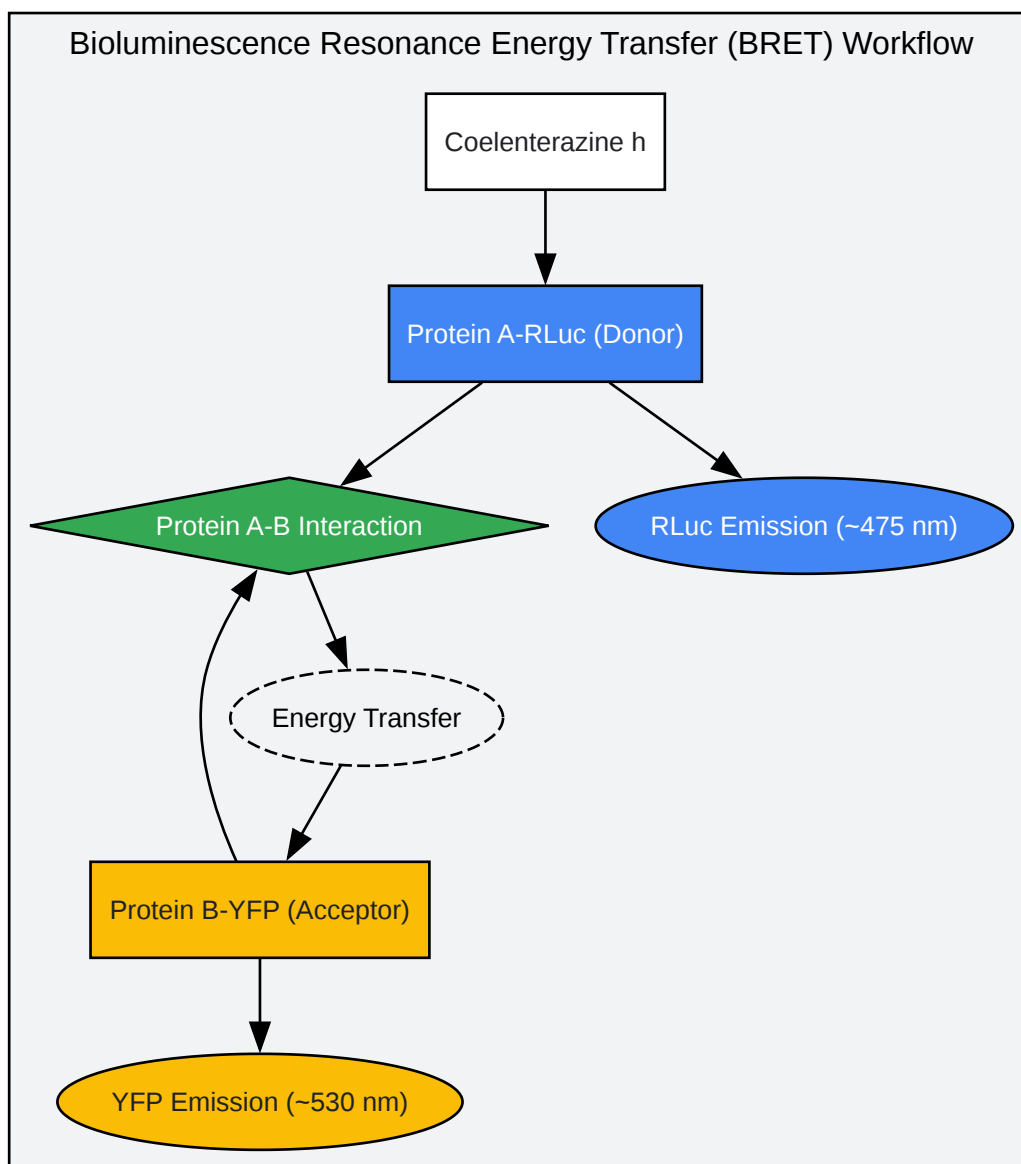 Bioluminescence Resonance Energy Transfer (BRET) Workflow
Coelenterazine h
Protein A-RLuc (Donor)
Protein A-B Interaction
RLuc Emission (~475 nm)
Energy Transfer
Protein B-YFP (Acceptor)
YFP Emission (~530 nm)